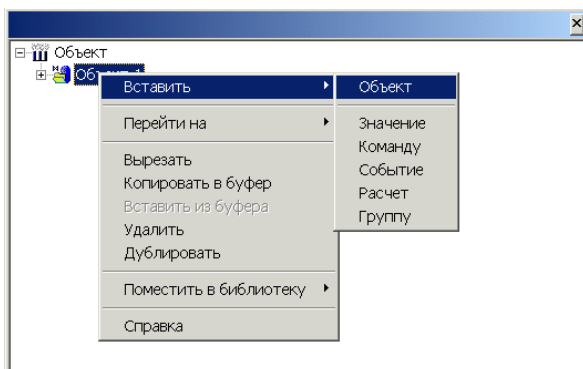 Объект
Вставить
Объект
Перейти на
Значение
Команду
Вырезать
Событие
Копировать в буфер
Расчет
Вставить из буфера
Группу
Удалить
Дублировать
Поместить в библиотеку
Справка